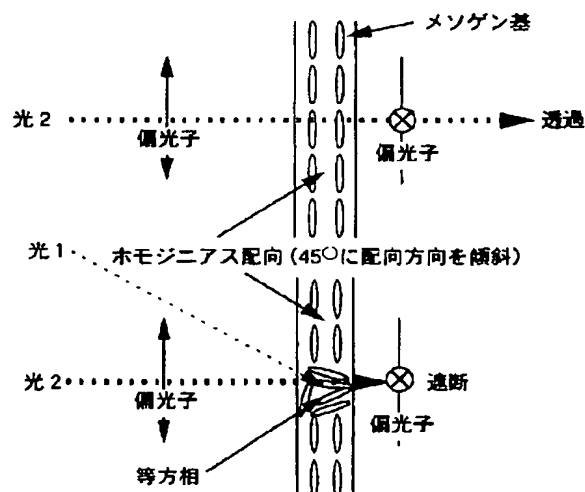 メソゲン基
光2
偏光子
偏光子
透過
光1
ホモジニアス配向(45○に配向方向を傾斜)
光2
偏光子
偏光子
遮断
等方相